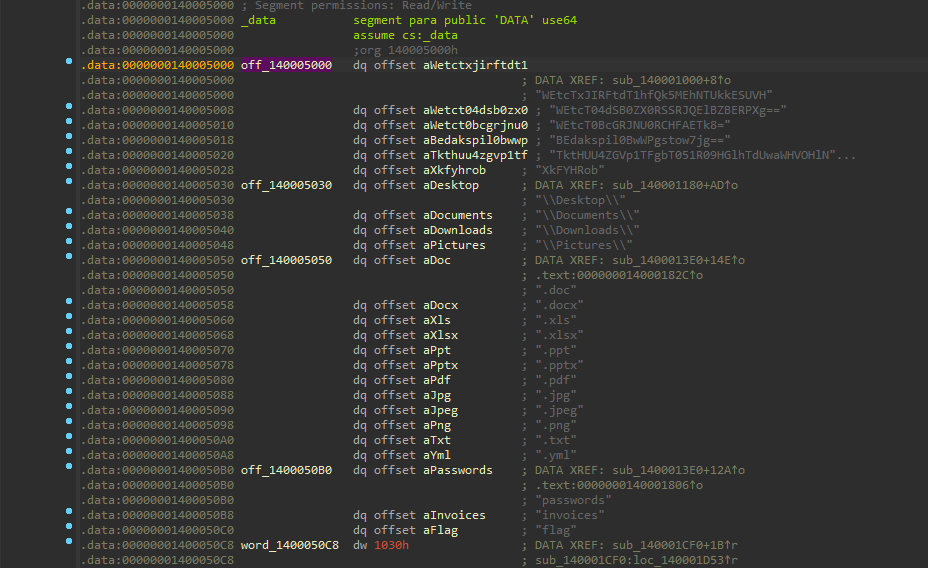 .data:0000000140005000 ; Segment permissions: Read/Write
.data:0000000140005000 _data segment para public 'DATA' use64
.data:0000000140005000 assume cs:_data
.data:0000000140005000 ;org 140005000h
.data:0000000140005000 off_140005000 dq offset aWetctxjirftdt1
.data:0000000140005000 ; DATA XREF: sub_140001000+8↑o
.data:0000000140005000 ; "WEtcTxJIRFtdT1hfQk5MEhNTUkkESUVH"
.data:0000000140005008 dq offset aWetct04dsb0zx0 ; "WEtcT04dSB0ZX0RSSRJQElBZBERPXg=="
.data:0000000140005010 dq offset aWetct0bcgrjnu0 ; "WEtcT0BcGRJNU0RCHFAETk8="
.data:0000000140005018 dq offset aBedakspil0bwwp ; "BEdakspil0BwWPgstow7jg=="
.data:0000000140005020 dq offset aTkthuu4zgvp1tf ; "TktHUU4ZGVp1TFgbT051R09HGlhTdUwaWHVOHlN"...
.data:0000000140005028 dq offset aXkfyhrob ; "XkFYHRob"
.data:0000000140005030 off_140005030 dq offset aDesktop ; DATA XREF: sub_140001180+AD↑o
.data:0000000140005030 ; "\\Desktop\\"
.data:0000000140005038 dq offset aDocuments ; "\\Documents\\"
.data:0000000140005040 dq offset aDownloads ; "\\Downloads\\"
.data:0000000140005048 dq offset aPictures ; "\\Pictures\\"
.data:0000000140005050 off_140005050 dq offset aDoc ; DATA XREF: sub_1400013E0+14E↑o
.data:0000000140005050 ; .text:000000014000182C↑o
.data:0000000140005050 ; ".doc"
.data:0000000140005058 dq offset aDocx ; ".docx"
.data:0000000140005060 dq offset aXls ; ".xls"
.data:0000000140005068 dq offset aXlsx ; ".xlsx"
.data:0000000140005070 dq offset aPpt ; ".ppt"
.data:0000000140005078 dq offset aPptx ; ".pptx"
.data:0000000140005080 dq offset aPdf ; ".pdf"
.data:0000000140005088 dq offset aJpg ; ".jpg"
.data:0000000140005090 dq offset aJpeg ; ".jpeg"
.data:0000000140005098 dq offset aPng ; ".png"
.data:00000001400050A0 dq offset aTxt ; ".txt"
.data:00000001400050A8 dq offset aYml ; ".yml"
.data:00000001400050B0 off_1400050B0 dq offset aPasswords ; DATA XREF: sub_1400013E0+12A↑o
.data:00000001400050B0 ; .text:0000000140001806↑o
.data:00000001400050B0 ; "passwords"
.data:00000001400050B8 dq offset aInvoices ; "invoices"
.data:00000001400050C0 dq offset aFlag ; "flag"
.data:00000001400050C8 word_1400050C8 dw 1030h ; DATA XREF: sub_140001CF0+1B↑r
.data:00000001400050C8 ; sub_140001CF0:loc_140001D53↑r